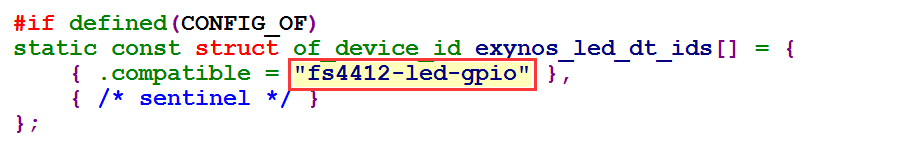 #if defined(CONFIG_OF)
static const struct of_device_id exynos_led_dt_ids[] = {
    { .compatible = "fs4412-led-gpio" },
    { /* sentinel */ }
};